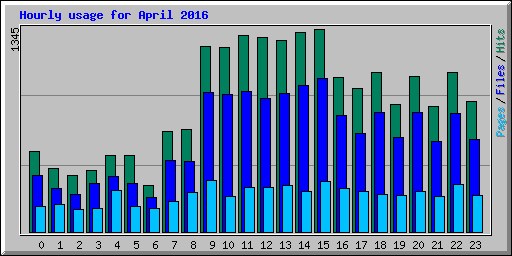 Hourly usage for April 2016
1345
Pages / Files / Hits
0 1 2 3 4 5 6 7 8 9 10 11 12 13 14 15 16 17 18 19 20 21 22 23